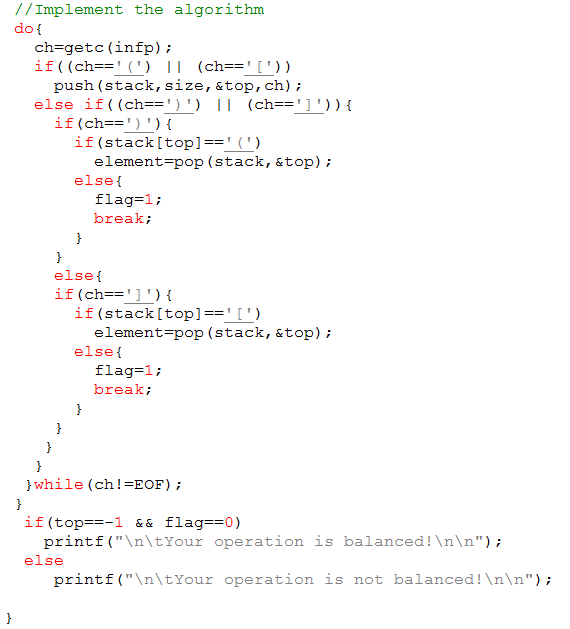 //Implement the algorithm
do{
ch=getc(infp);
if((ch=='(') || (ch=='['))
push(stack,size,&top,ch);
else if((ch==')') || (ch==']')){
if(ch==')'){
if(stack[top]=='(')
element=pop(stack,&top);
else{
flag=1;
break;
}
}
else{
if(ch==']'){
if(stack[top]=='[')
element=pop(stack,&top);
else{
flag=1;
break;
}
}
}
}
}while(ch!=EOF);
}
if(top==-1 && flag==0)
printf("\n\tYour operation is balanced!\n\n");
else
printf("\n\tYour operation is not balanced!\n\n");
}